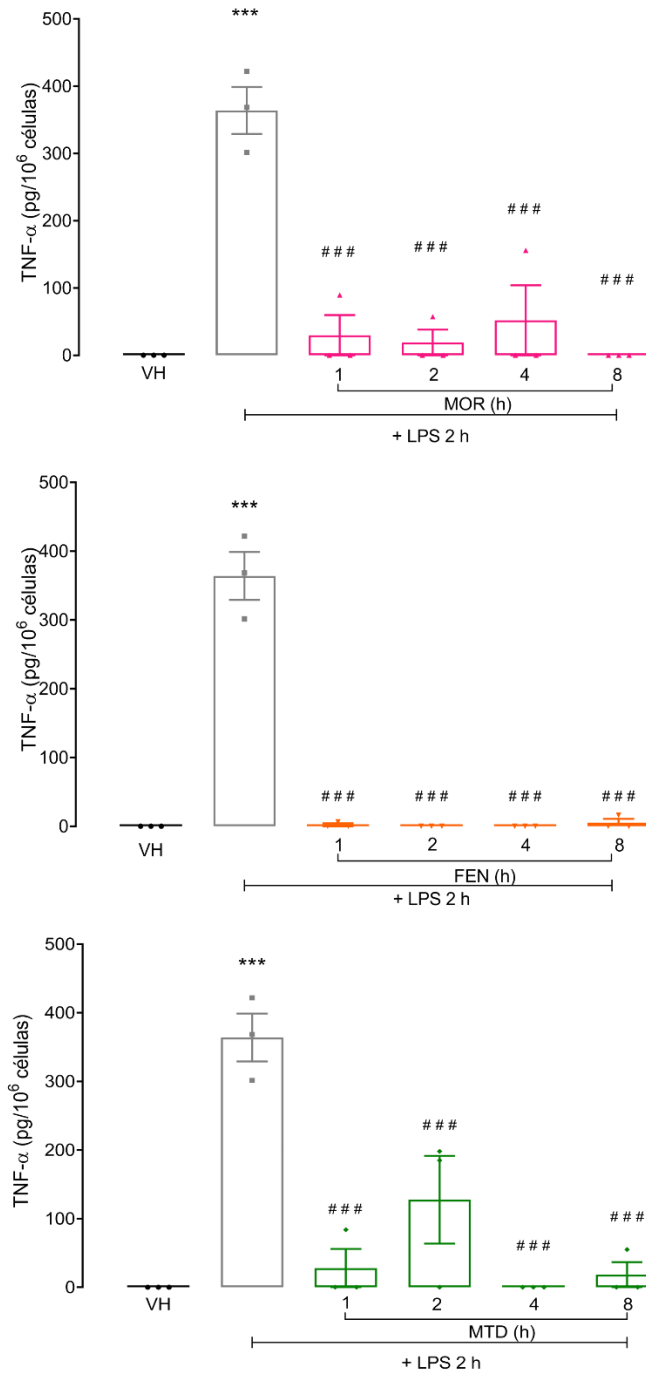 500
***
400
300
200
100
0
TNF-α (pg/10⁶ células)
# # #
# # #
# # #
# # #
VH
1 2 4 8
MOR (h)
+ LPS 2 h
500
***
400
300
200
100
0
TNF-α (pg/10⁶ células)
# # # # # # # # # # # #
VH
1 2 4 8
FEN (h)
+ LPS 2 h
500
***
400
300
200
100
0
TNF-α (pg/10⁶ células)
# # #
# # #
# # #
# # #
VH 1 2 4 8
MTD (h)
+ LPS 2 h